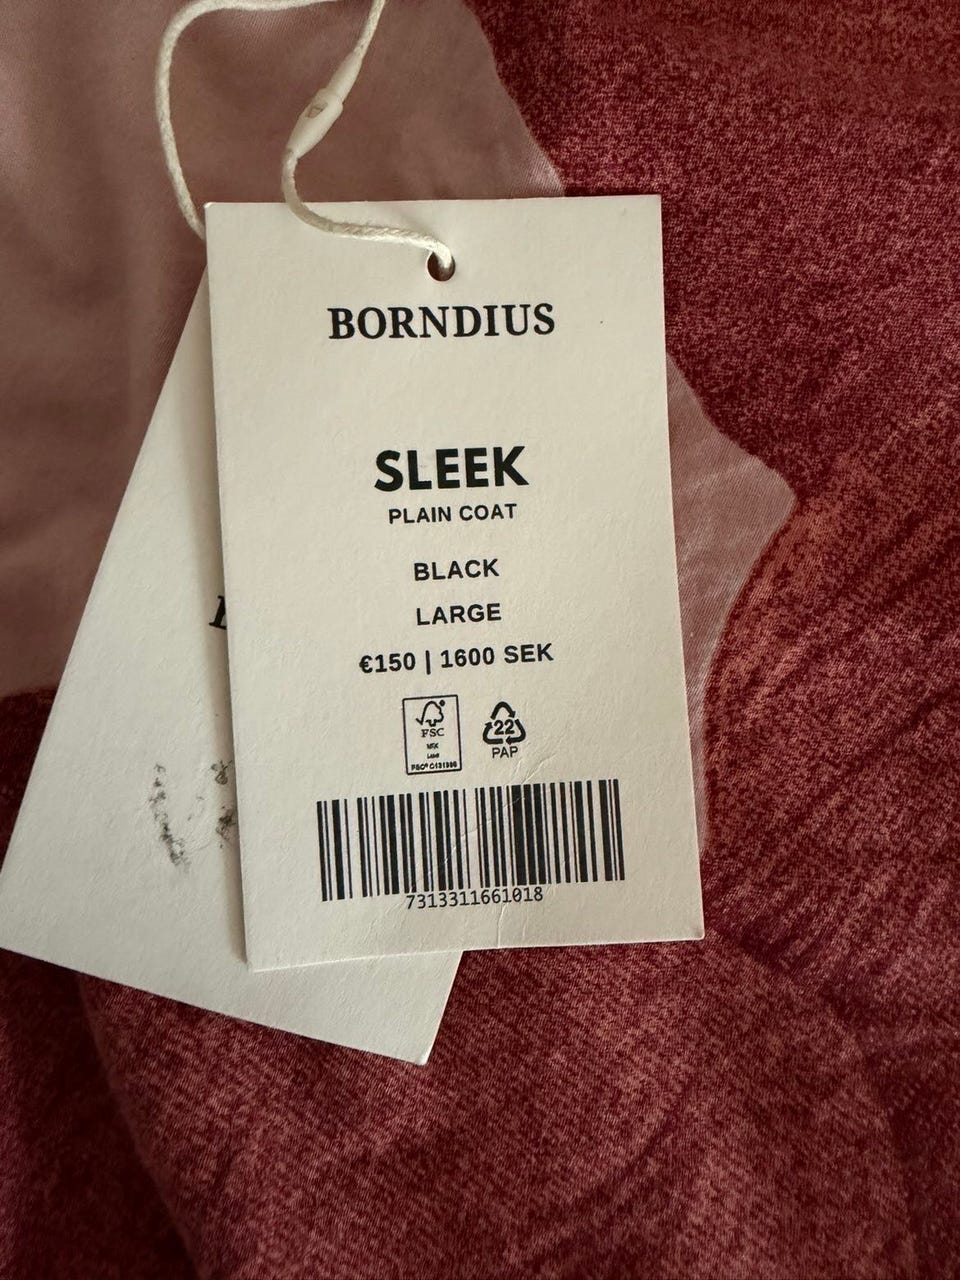 BORNDIUS
SLEEK
PLAIN COAT
BLACK
LARGE
€150 | 1600 SEK
FSC
22
PAP
7313311661018